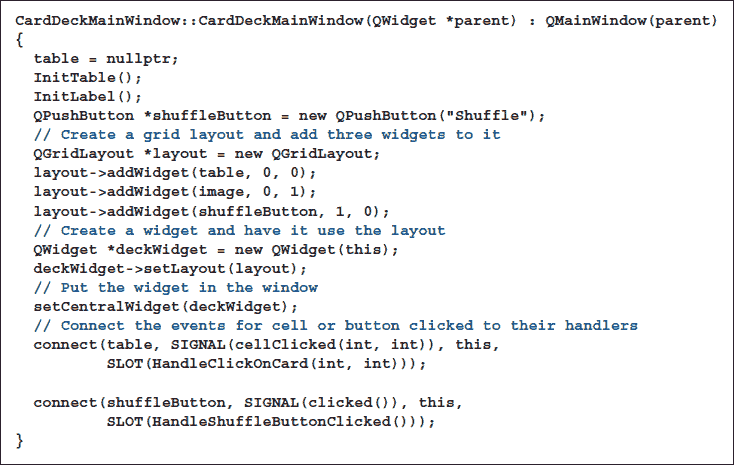 CardDeckMainWindow::CardDeckMainWindow(QWidget *parent) : QMainWindow(parent)
{
  table = nullptr;
  InitTable();
  InitLabel();
  QPushButton *shuffleButton = new QPushButton("Shuffle");
  // Create a grid layout and add three widgets to it
  QGridLayout *layout = new QGridLayout;
  layout->addWidget(table, 0, 0);
  layout->addWidget(image, 0, 1);
  layout->addWidget(shuffleButton, 1, 0);
  // Create a widget and have it use the layout
  QWidget *deckWidget = new QWidget(this);
  deckWidget->setLayout(layout);
  // Put the widget in the window
  setCentralWidget(deckWidget);
  // Connect the events for cell or button clicked to their handlers
  connect(table, SIGNAL(cellClicked(int, int)), this,
          SLOT(HandleClickOnCard(int, int)));

  connect(shuffleButton, SIGNAL(clicked()), this,
          SLOT(HandleShuffleButtonClicked()));
}